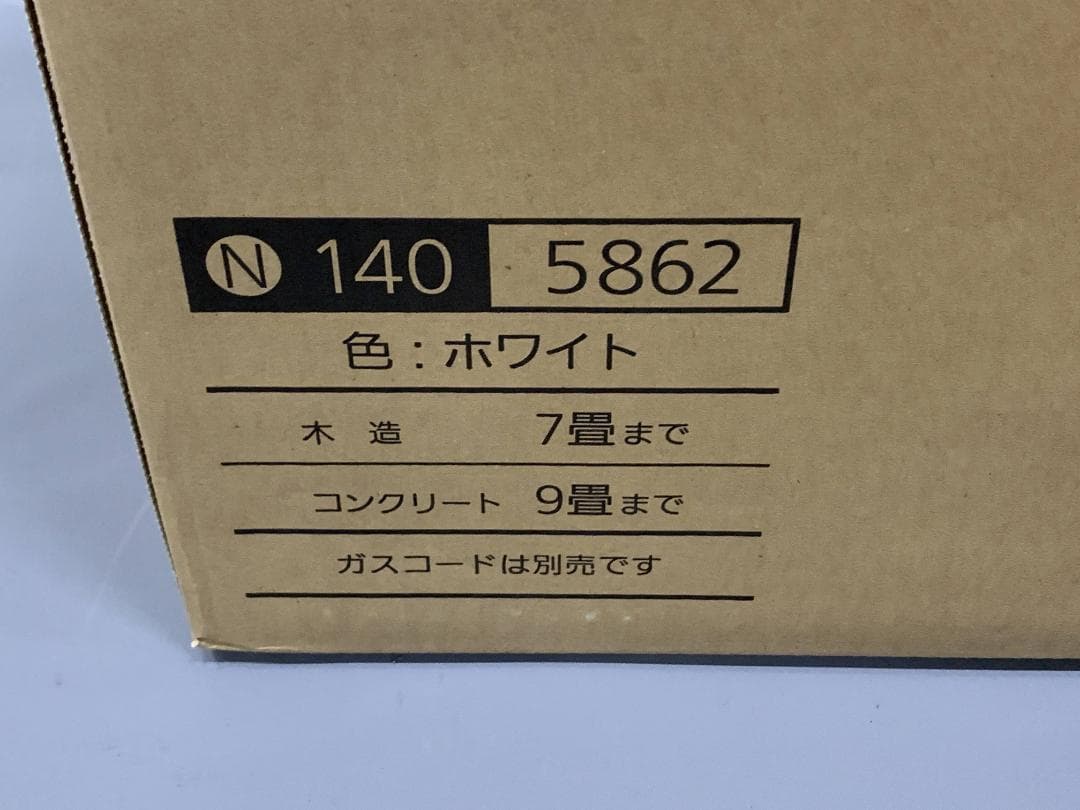 Ⓝ 140 5862
色：ホワイト
木造 7畳まで
コンクリート 9畳まで
ガスコードは別売です